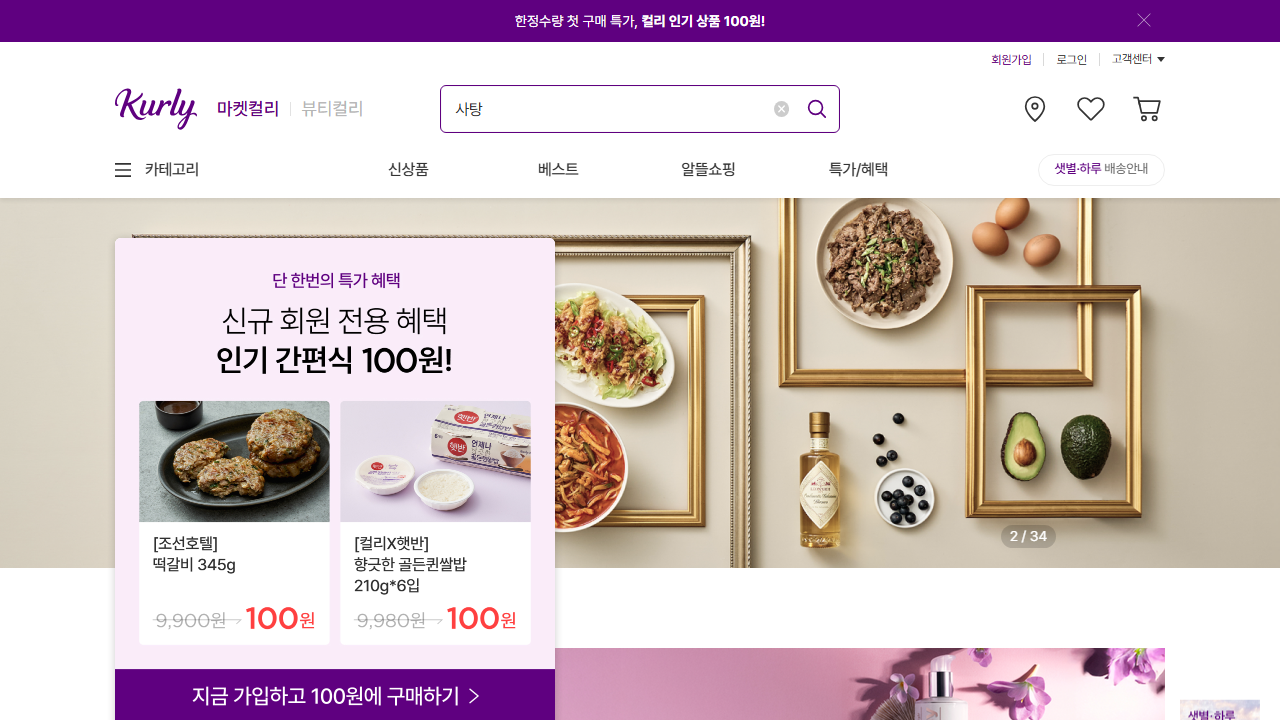 한정수량 첫 구매 특가, 컬리 인기 상품 100원!
회원가입
로그인
고객센터
Kurly
마켓컬리
뷰티컬리
사탕
카테고리
신상품
베스트
알뜰쇼핑
특가/혜택
샛별·하루 배송안내
단 한번의 특가 혜택
신규 회원 전용 혜택
인기 간편식 100원!
햇반
햇반
언제나
[조선호텔]
떡갈비 345g
9,900원
100원
[컬리X햇반]
향긋한 골든퀸쌀밥
210g*6입
9,980원
100원
지금 가입하고 100원에 구매하기
2 / 34
샛별·하루